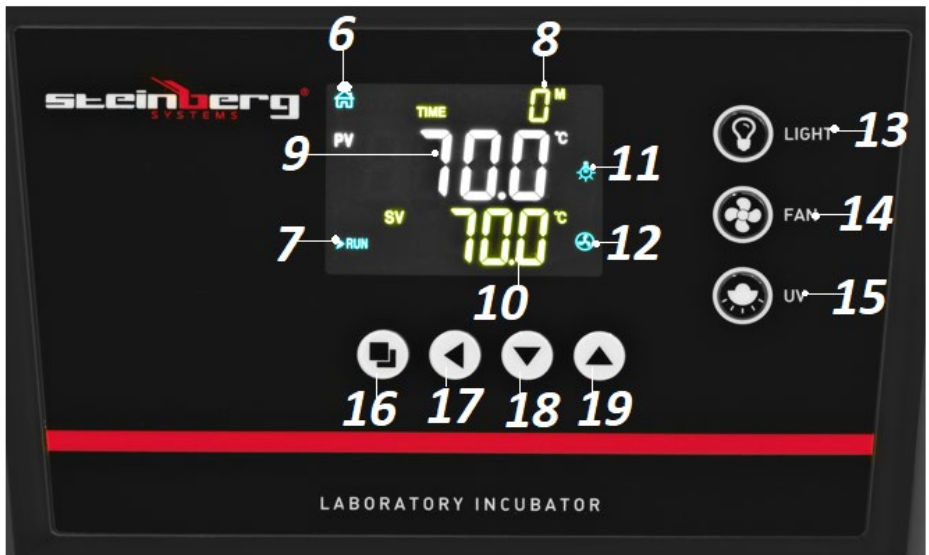 6
8
steinberg®
SYSTEMS
TIME 0 M
PV 70.0 °C
9
11
13
LIGHT
14
FAN
SV 70.0 °C
7
RUN
12
10
15
UV
16
17
18
19
LABORATORY INCUBATOR